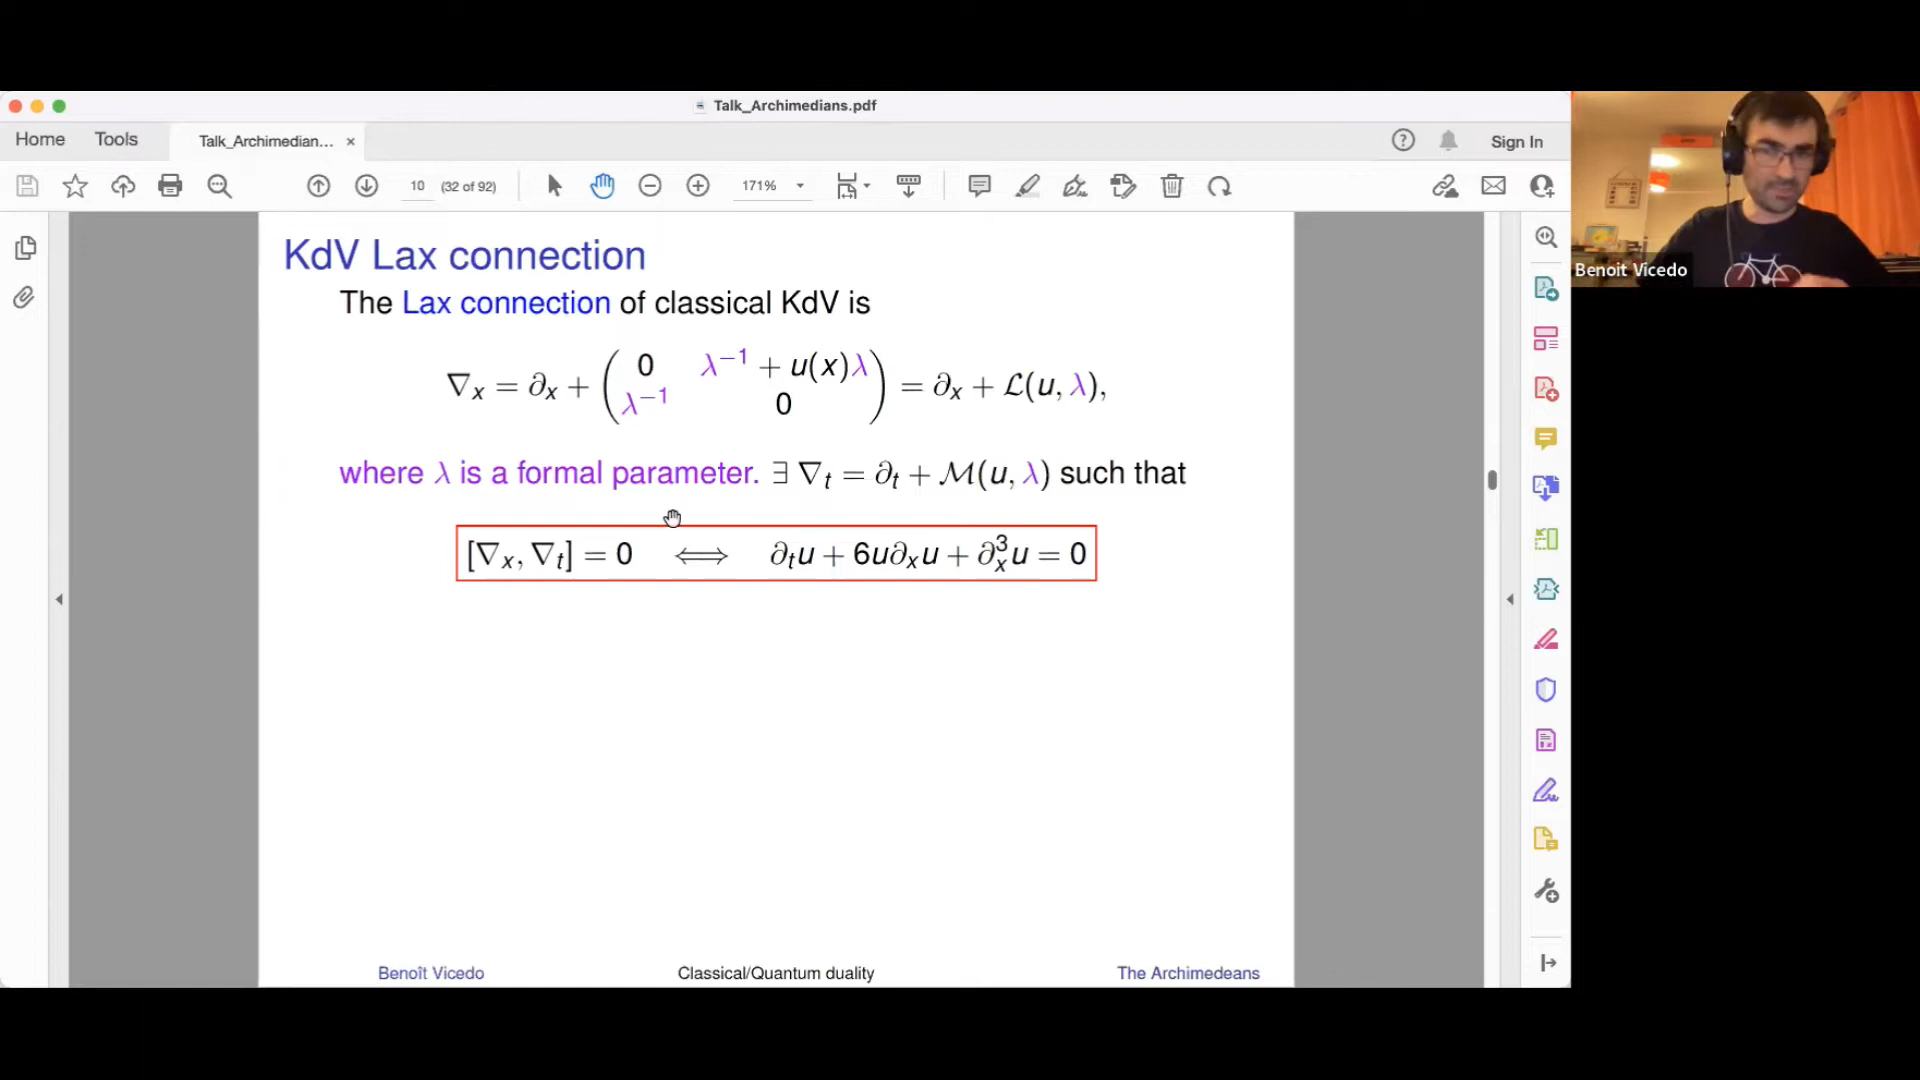 Talk_Archimedians.pdf
Home Tools Talk_Archimedian... × Sign In
10 (32 of 92) 171%
KdV Lax connection
The Lax connection of classical KdV is
∇ₓ = ∂ₓ + ( 0 λ⁻¹ + u(x)λ
λ⁻¹ 0 ) = ∂ₓ + ℒ(u, λ),
where λ is a formal parameter. ∃ ∇ₜ = ∂ₜ + ℳ(u, λ) such that
[∇ₓ, ∇ₜ] = 0 ⟺ ∂ₜu + 6u∂ₓu + ∂ₓ³u = 0
Benoît Vicedo Classical/Quantum duality The Archimedeans
Benoit Vicedo